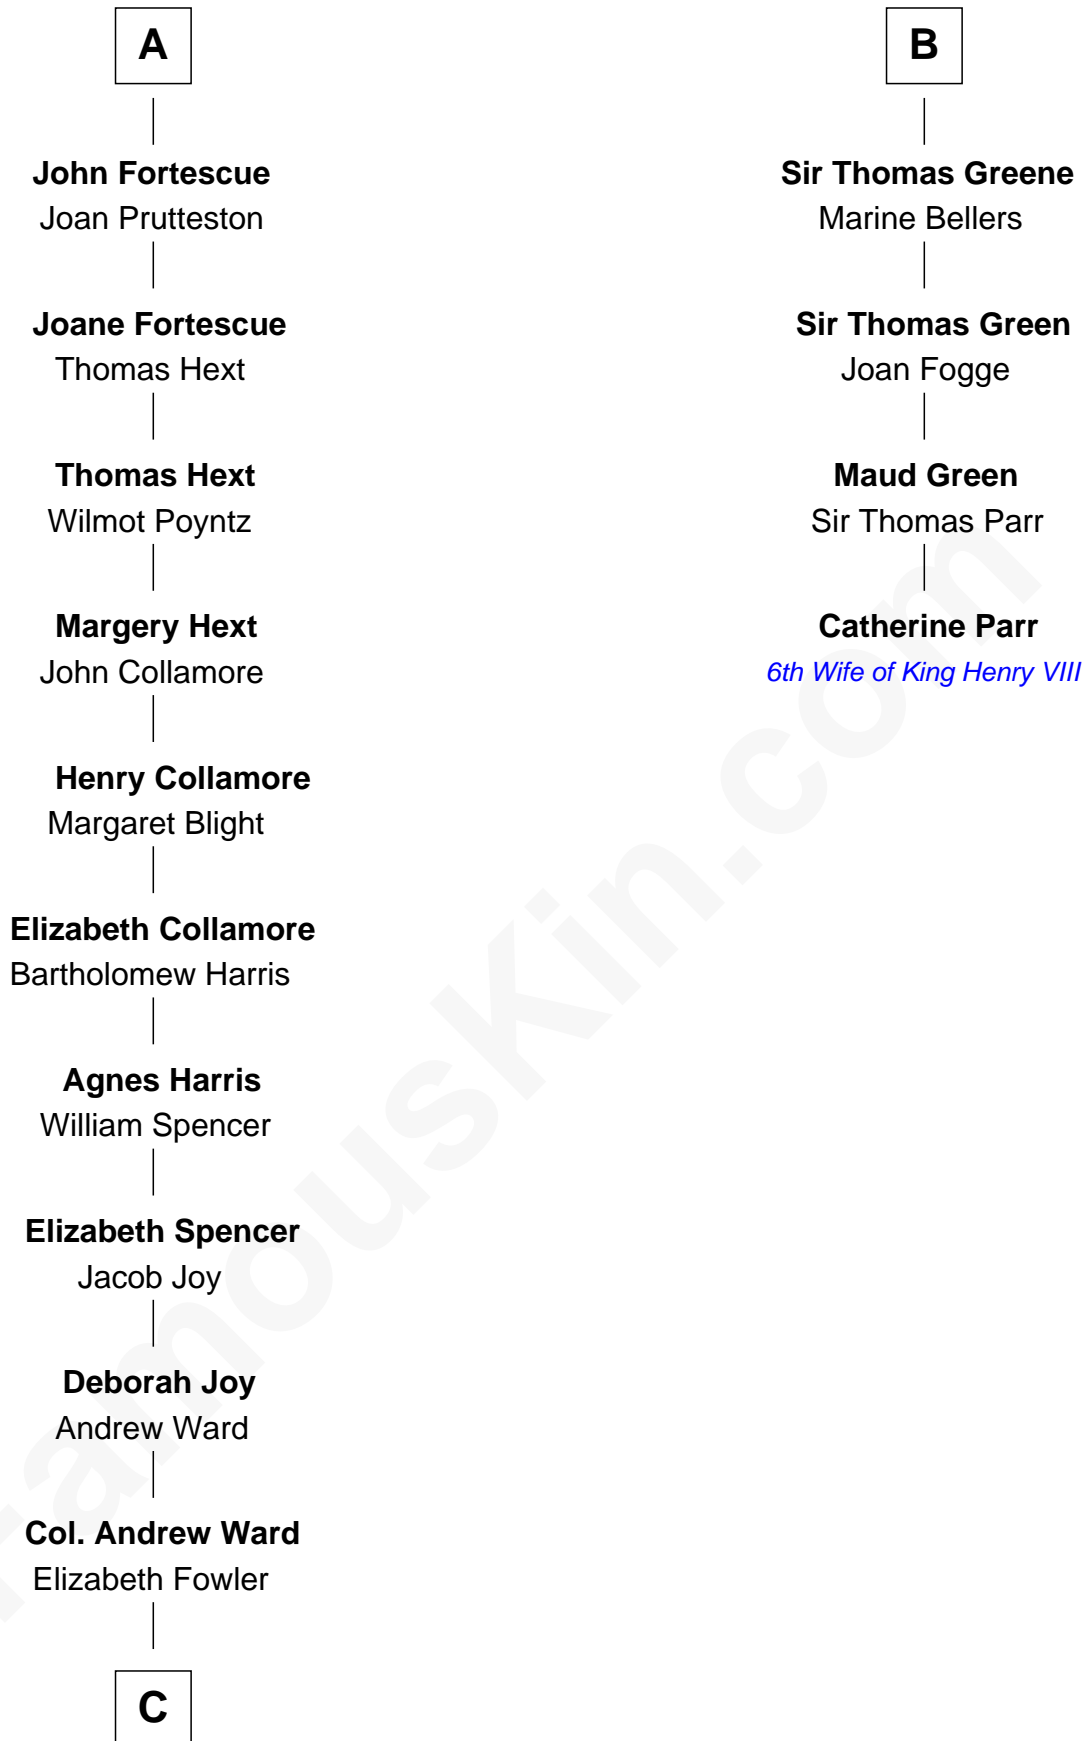 A
John Fortescue
Joan Prutteston
Joane Fortescue
Thomas Hext
Thomas Hext
Wilmot Poyntz
Margery Hext
John Collamore
Henry Collamore
Margaret Blight
Elizabeth Collamore
Bartholomew Harris
Agnes Harris
William Spencer
Elizabeth Spencer
Jacob Joy
Deborah Joy
Andrew Ward
Col. Andrew Ward
Elizabeth Fowler
C
B
Sir Thomas Greene
Marine Bellers
Sir Thomas Green
Joan Fogge
Maud Green
Sir Thomas Parr
Catherine Parr
6th Wife of King Henry VIII
FamousKin.com